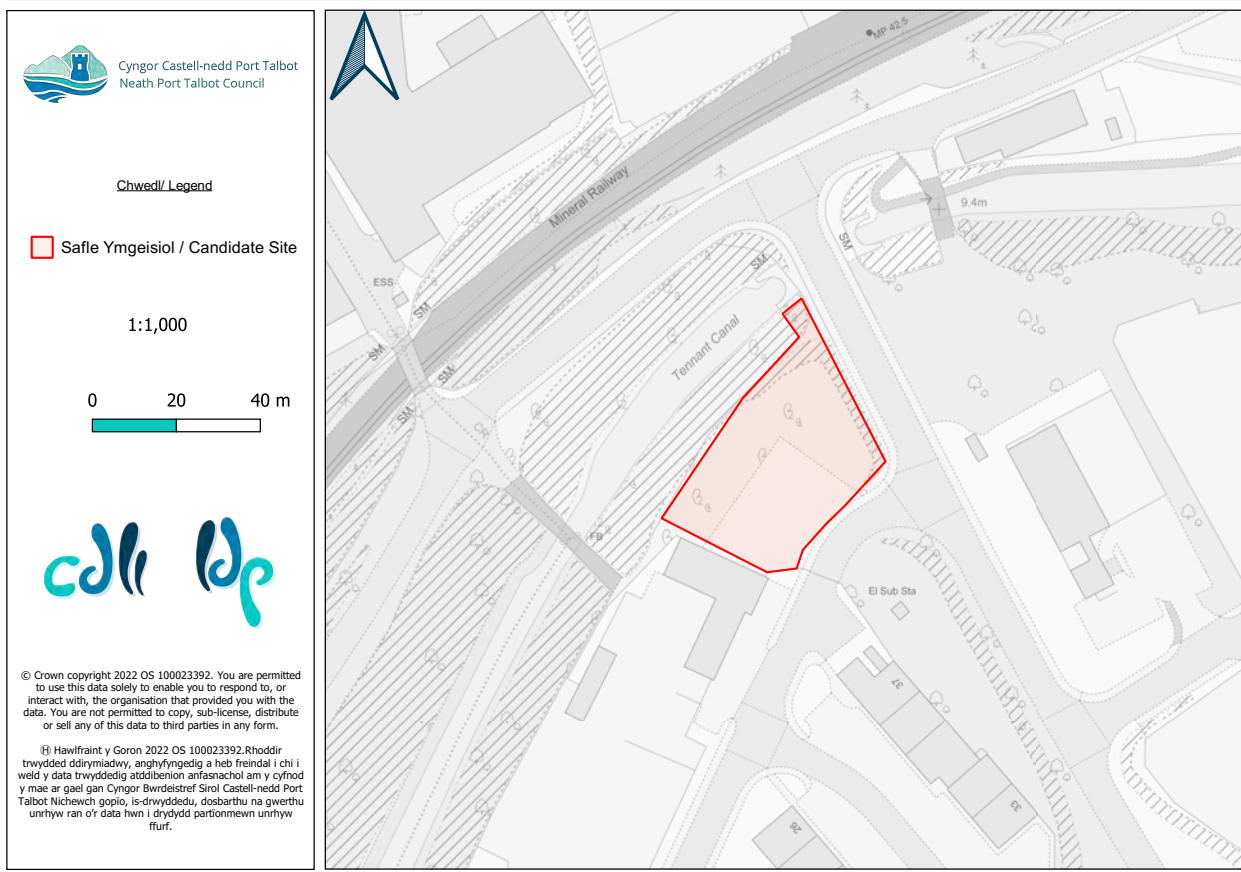 Cyngor Castell-nedd Port Talbot
Neath Port Talbot Council
Chwedl/ Legend
Safle Ymgeisiol / Candidate Site
1:1,000
0 20 40 m
cdll ldp
© Crown copyright 2022 OS 100023392. You are permitted
to use this data solely to enable you to respond to, or
interact with, the organisation that provided you with the
data. You are not permitted to copy, sub-license, distribute
or sell any of this data to third parties in any form.
Ⓗ Hawlfraint y Goron 2022 OS 100023392.Rhoddir
trwydded ddirymiadwy, anghyfyngedig a heb freindal i chi i
weld y data trwyddedig atddibenion anfasnachol am y cyfnod
y mae ar gael gan Cyngor Bwrdeistref Sirol Castell-nedd Port
Talbot Nichewch gopïo, is-drwyddedu, dosbarthu na gwerthu
unrhyw ran o'r data hwn i drydydd partïonmewn unrhyw
ffurf.
MP 42.5
Mineral Railway
9.4m
SM
SM
ESS
SM
Tennant Canal
SM
SM
SM
CR
FB
El Sub Sta
37
33
26